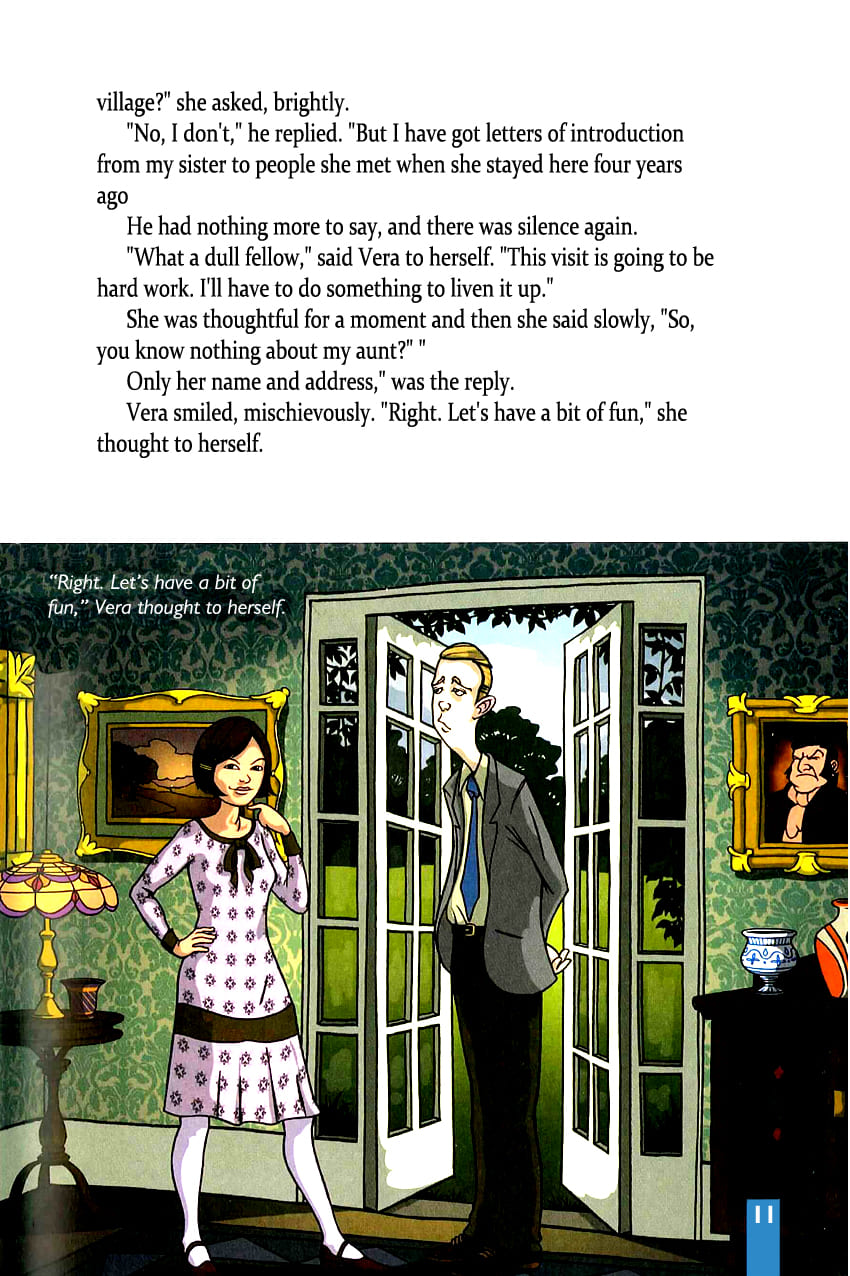 village?" she asked, brightly.
"No, I don't," he replied. "But I have got letters of introduction
from my sister to people she met when she stayed here four years
ago
He had nothing more to say, and there was silence again.
"What a dull fellow," said Vera to herself. "This visit is going to be
hard work. I'll have to do something to liven it up."
She was thoughtful for a moment and then she said slowly, "So,
you know nothing about my aunt?" "
Only her name and address," was the reply.
Vera smiled, mischievously. "Right. Let's have a bit of fun," she
thought to herself.
“Right. Let’s have a bit of
fun,” Vera thought to herself.
11